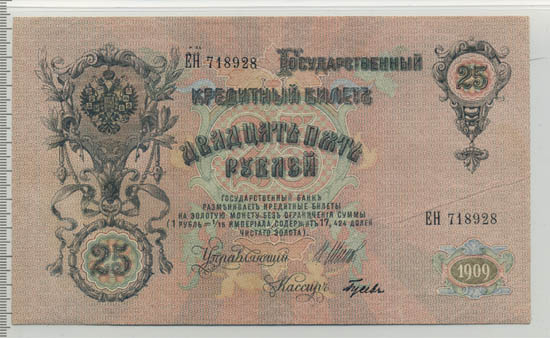 ЕН 718928
Государственный
25
Кредитный Билетъ
Двадцать пять
рублей
Государственный Банкъ
размѣниваетъ кредитные билеты
на золотую монету безъ ограниченія суммы
(1 рубль = 1/15 имперіала, содержитъ 17,424 долей
чистаго золота).
ЕН 718928
Управляющій
25
Кассиръ
1909